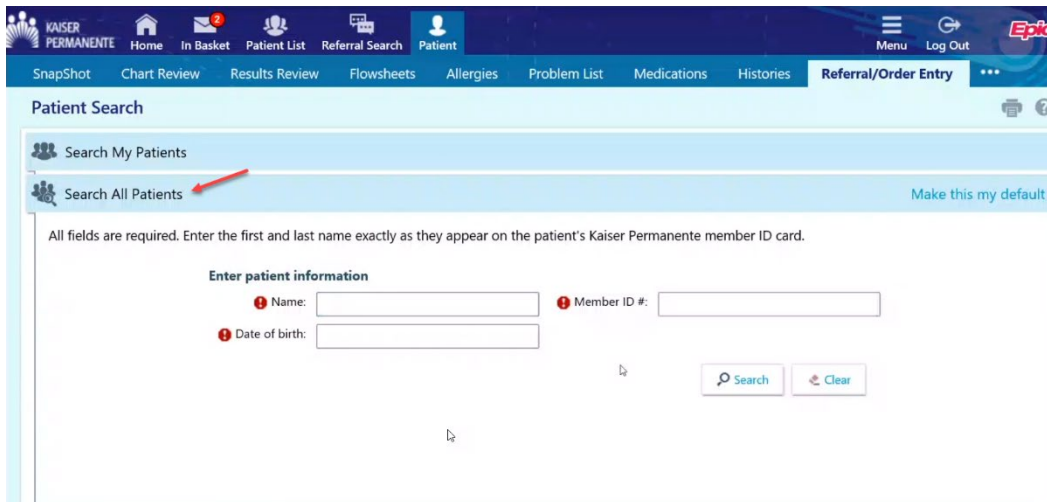 KAISER
PERMANENTE
2
Home In Basket Patient List Referral Search Patient Menu Log Out
SnapShot Chart Review Results Review Flowsheets Allergies Problem List Medications Histories Referral/Order Entry •••
Patient Search
Search My Patients
Search All Patients Make this my default
All fields are required. Enter the first and last name exactly as they appear on the patient's Kaiser Permanente member ID card.
Enter patient information
Name: Member ID #:
Date of birth:
Search Clear